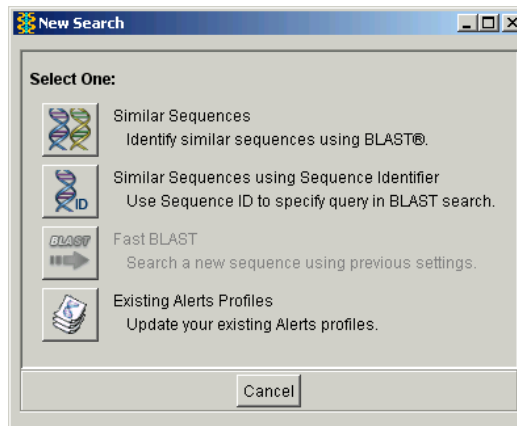 New Search
Select One:
Similar Sequences
Identify similar sequences using BLAST®.
ID
Similar Sequences using Sequence Identifier
Use Sequence ID to specify query in BLAST search.
BLAST
Fast BLAST
Search a new sequence using previous settings.
Existing Alerts Profiles
Update your existing Alerts profiles.
Cancel